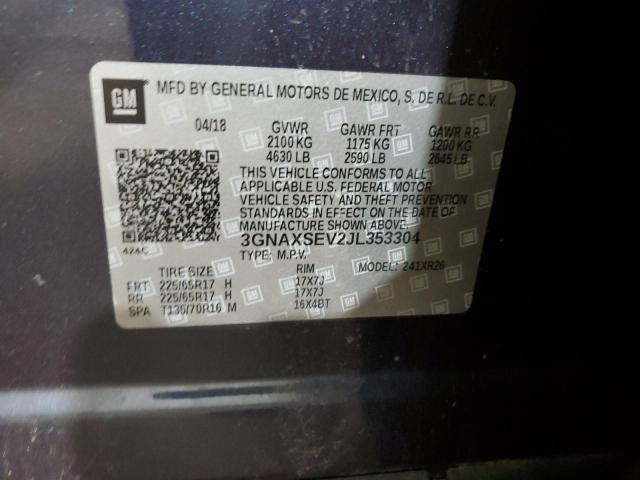 GM
MFD BY GENERAL MOTORS DE MEXICO, S. DE R.L. DE C.V.
04/18 GVWR GAWR FRT GAWR RR
2100 KG 1175 KG 1200 KG
4630 LB 2590 LB 2645 LB
THIS VEHICLE CONFORMS TO ALL
APPLICABLE U.S. FEDERAL MOTOR
VEHICLE SAFETY AND THEFT
PREVENTION STANDARDS IN
EFFECT ON THE DATE OF
MANUFACTURE SHOWN ABOVE.
3GNAXSEV2JL353304
424C TYPE: M.P.V. MODEL: 241XR26
TIRE SIZE RIM
FRT 225/65R17 H 17X7J
RR 225/65R17 H 17X7J
SPA T135/70R16 M 16X4BT